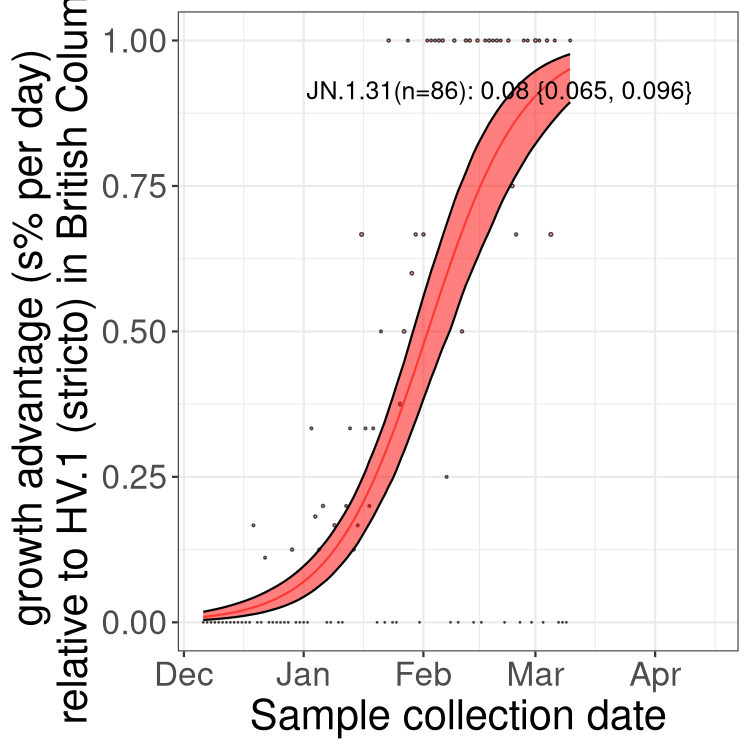 growth advantage (s% per day)
relative to HV.1 (stricto) in British Colum
1.00
0.75
0.50
0.25
0.00
JN.1.31(n=86): 0.08 {0.065, 0.096}
Dec Jan Feb Mar Apr
Sample collection date